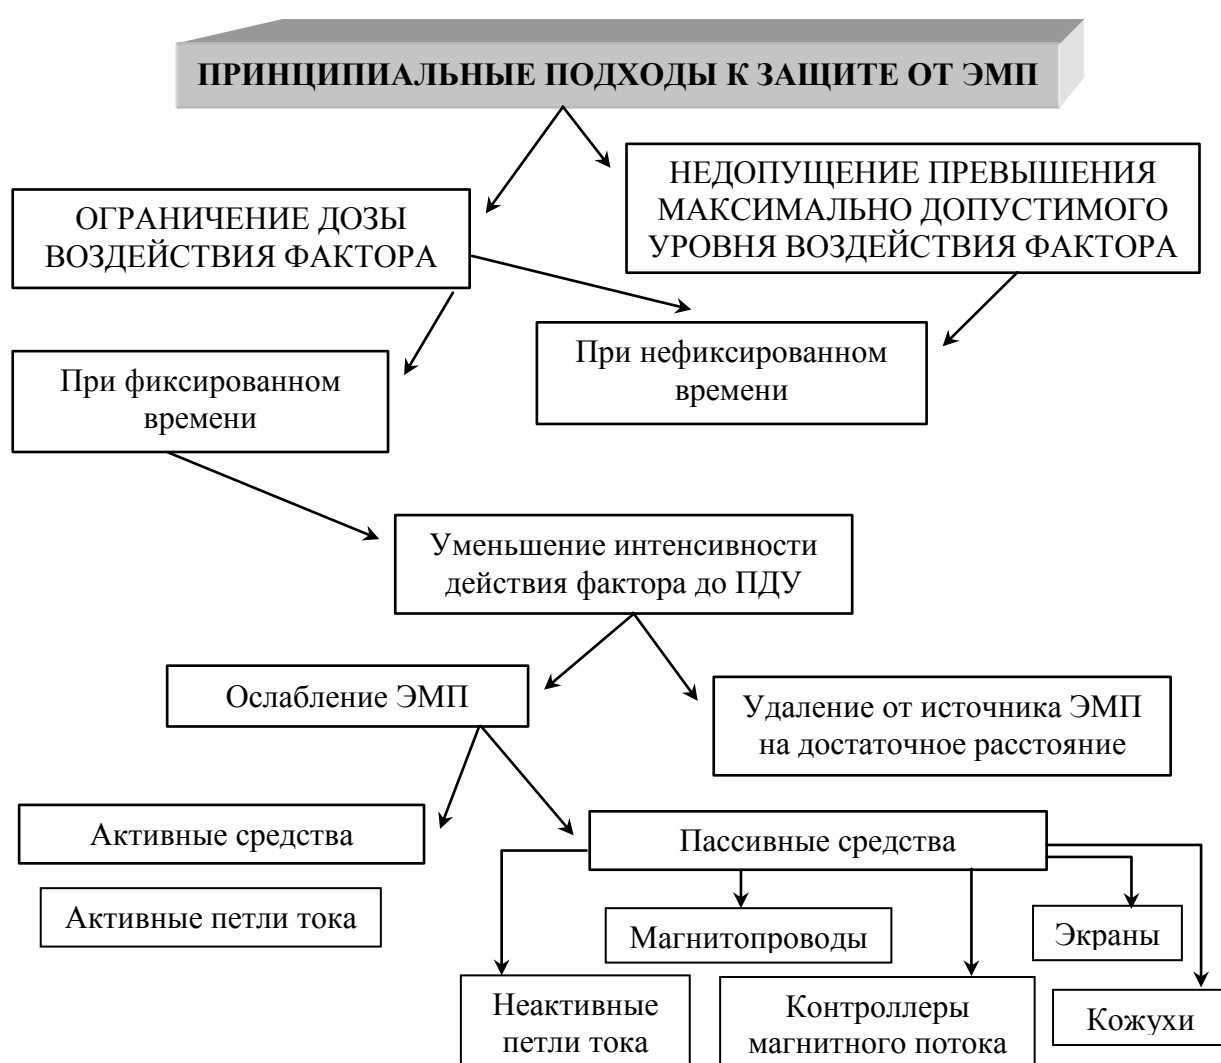 ПРИНЦИПИАЛЬНЫЕ ПОДХОДЫ К ЗАЩИТЕ ОТ ЭМП
НЕДОПУЩЕНИЕ ПРЕВЫШЕНИЯ
МАКСИМАЛЬНО ДОПУСТИМОГО
УРОВНЯ ВОЗДЕЙСТВИЯ ФАКТОРА
ОГРАНИЧЕНИЕ ДОЗЫ
ВОЗДЕЙСТВИЯ ФАКТОРА
При нефиксированном
времени
При фиксированном
времени
Уменьшение интенсивности
действия фактора до ПДУ
Ослабление ЭМП
Удаление от источника ЭМП
на достаточное расстояние
Активные средства
Пассивные средства
Активные петли тока
Магнитопроводы
Экраны
Неактивные
петли тока
Контроллеры
магнитного потока
Кожухи